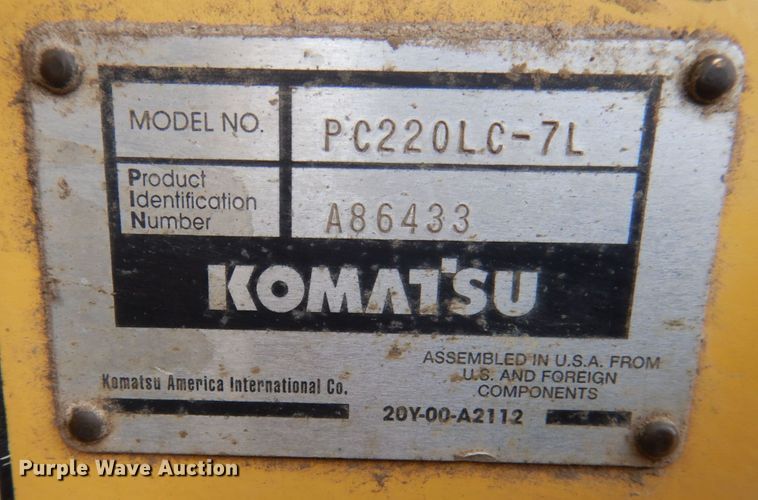 MODEL NO. PC220LC-7L
Product
Identification
Number
A86433
KOMATSU
ASSEMBLED IN U.S.A. FROM
U.S. AND FOREIGN
COMPONENTS
Komatsu America International Co.
20Y-00-A2112
Purple Wave Auction